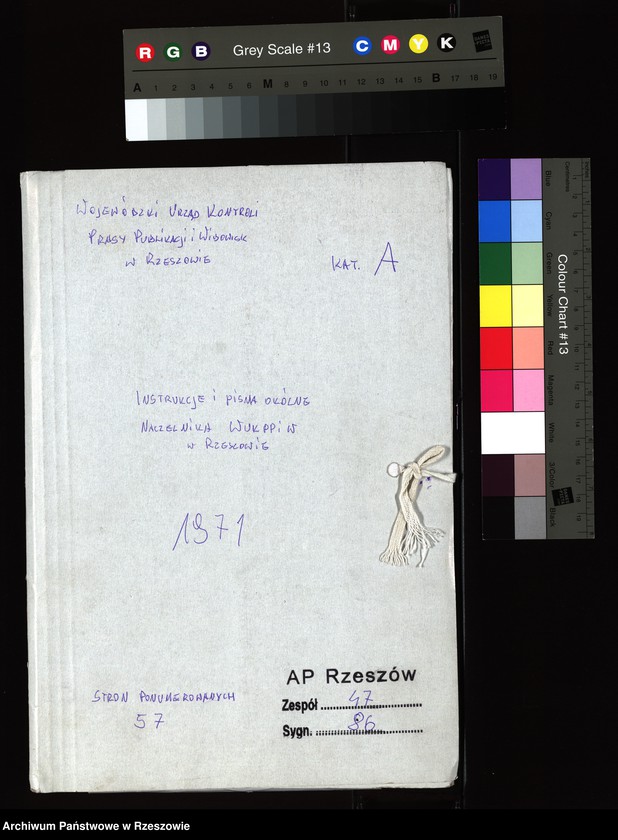 R G B Grey Scale #13 C M Y K
A 1 2 3 4 5 6 M 8 9 10 11 12 13 14 15 B 17 18 19
Wojewódzki Urząd Kontroli
Prasy Publikacji i Widowisk
w Rzeszowie
kat. A
Instrukcje i pisma okólne
Naczelnika WUKPPiW
w Rzeszowie
1971
Stron ponumerowanych
57
AP Rzeszów
Zespół 47
Sygn. 86
Colour Chart #13
Blue
Cyan
Green
Yellow
Red
Magenta
White
3/Color
Black
Centimetres
Archiwum Państwowe w Rzeszowie